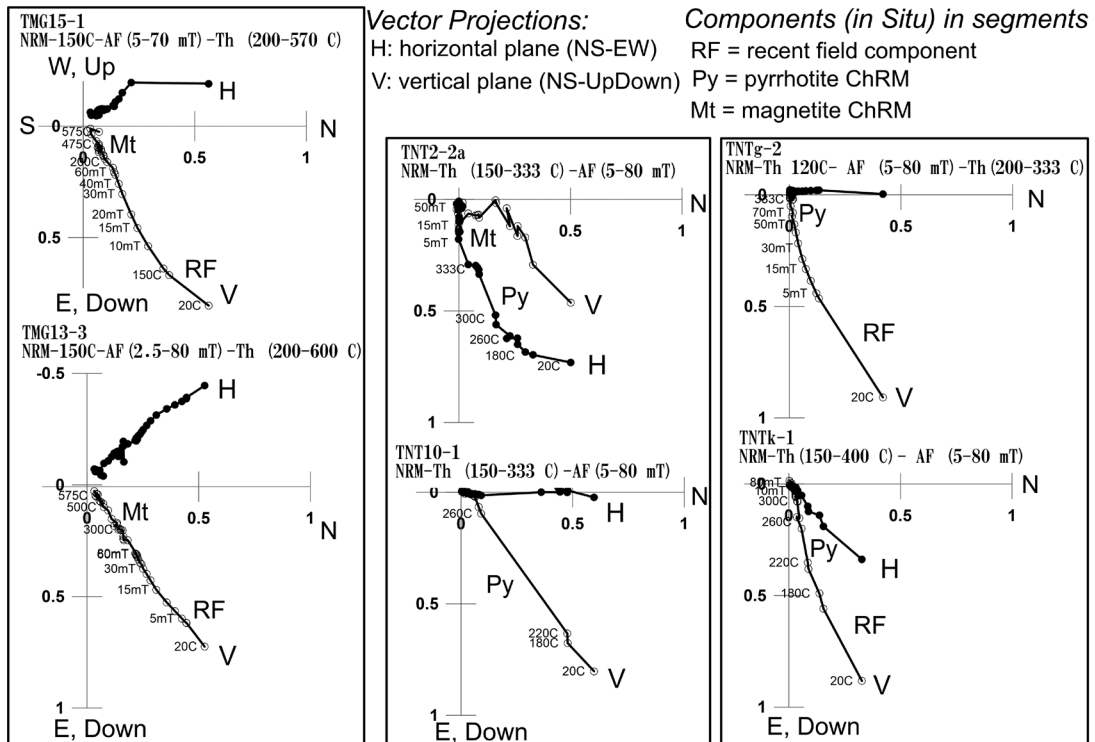 TMG15-1
NRM-150C-AF(5-70 mT)-Th (200-570 C)
W, Up
H
S
0
N
575C
475C
Mt
0
0.5
1
200C
60mT
40mT
30mT
20mT
15mT
0.5
10mT
150C
RF
20C
V
E, Down
TMG13-3
NRM-150C-AF(2.5-80 mT)-Th (200-600 C)
-0.5
H
0
575C
500C
Mt
0
0.5
1
N
300C
60mT
30mT
15mT
0.5
5mT
RF
20C
V
1
E, Down
Vector Projections:
H: horizontal plane (NS-EW)
V: vertical plane (NS-UpDown)
Components (in Situ) in segments
RF = recent field component
Py = pyrrhotite ChRM
Mt = magnetite ChRM
TNT2-2a
NRM-Th (150-333 C)-AF(5-80 mT)
0
N
50mT
0.5
1
15mT
Mt
5mT
333C
Py
0.5
300C
V
260C
180C
20C
H
1
TNT10-1
NRM-Th (150-333 C)-AF(5-80 mT)
0
N
0
0.5
1
260C
H
Py
0.5
220C
180C
20C
V
1
E, Down
TNTg-2
NRM-Th 120C- AF (5-80 mT)-Th(200-333 C)
0
N
333C
Py
0
0.5
1
70mT
50mT
30mT
15mT
5mT
0.5
RF
20C
V
1
TNTk-1
NRM-Th(150-400 C)- AF (5-80 mT)
80mT
0
N
10mT
300C
0
0.5
1
260C
Py
220C
H
180C
0.5
RF
20C
V
1
E, Down